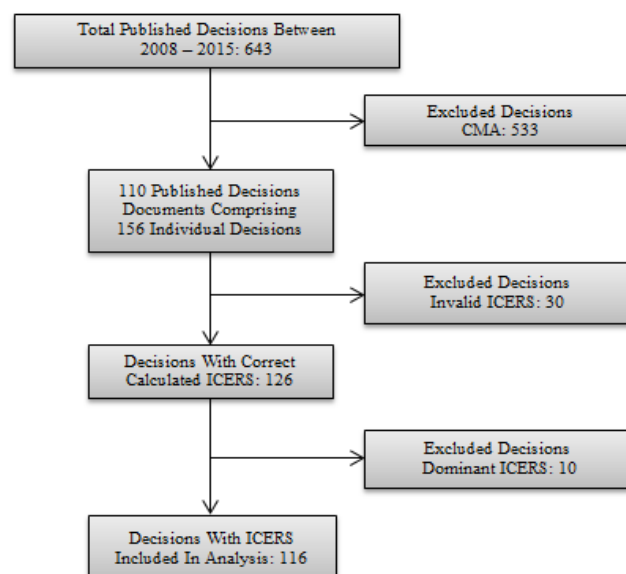 Total Published Decisions Between
2008 – 2015: 643
Excluded Decisions
CMA: 533
110 Published Decisions
Documents Comprising
156 Individual Decisions
Excluded Decisions
Invalid ICERS: 30
Decisions With Correct
Calculated ICERS: 126
Excluded Decisions
Dominant ICERS: 10
Decisions With ICERS
Included In Analysis: 116